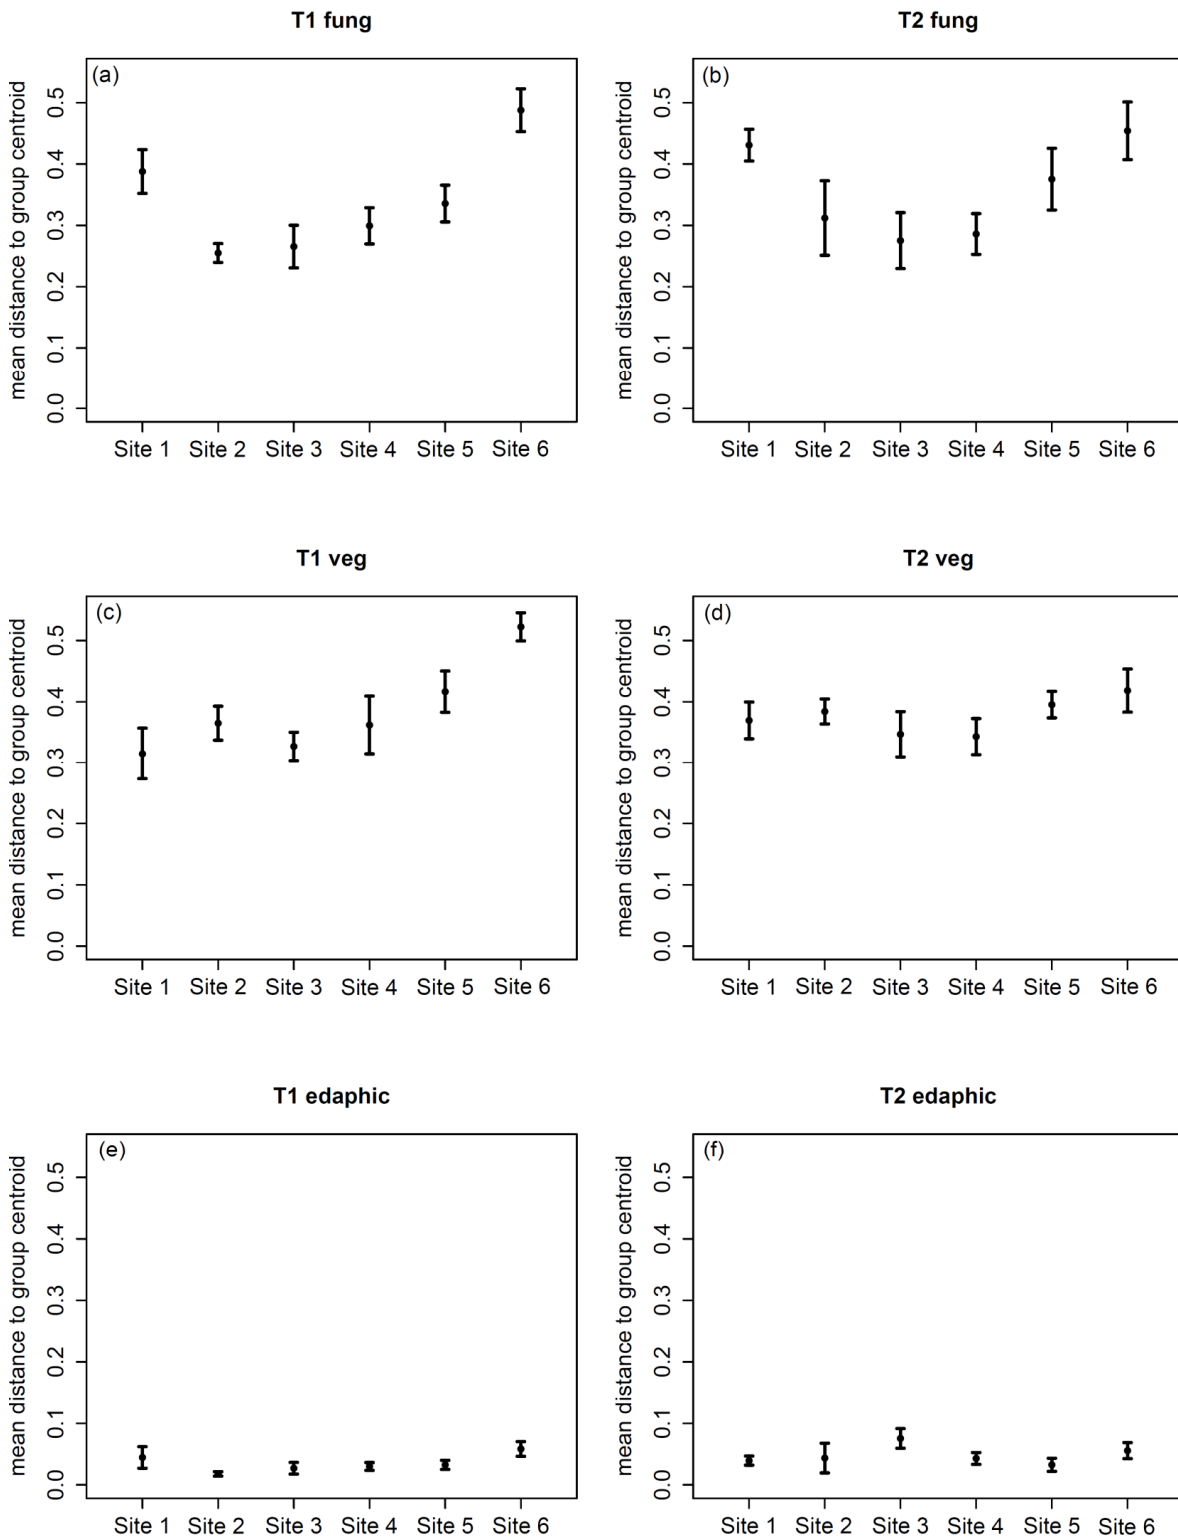 T1 fung
(a)
mean distance to group centroid
0.5
0.4
0.3
0.2
0.1
0.0
Site 1 Site 2 Site 3 Site 4 Site 5 Site 6
T2 fung
(b)
mean distance to group centroid
0.5
0.4
0.3
0.2
0.1
0.0
Site 1 Site 2 Site 3 Site 4 Site 5 Site 6
T1 veg
(c)
mean distance to group centroid
0.5
0.4
0.3
0.2
0.1
0.0
Site 1 Site 2 Site 3 Site 4 Site 5 Site 6
T2 veg
(d)
mean distance to group centroid
0.5
0.4
0.3
0.2
0.1
0.0
Site 1 Site 2 Site 3 Site 4 Site 5 Site 6
T1 edaphic
(e)
mean distance to group centroid
0.5
0.4
0.3
0.2
0.1
0.0
Site 1 Site 2 Site 3 Site 4 Site 5 Site 6
T2 edaphic
(f)
mean distance to group centroid
0.5
0.4
0.3
0.2
0.1
0.0
Site 1 Site 2 Site 3 Site 4 Site 5 Site 6